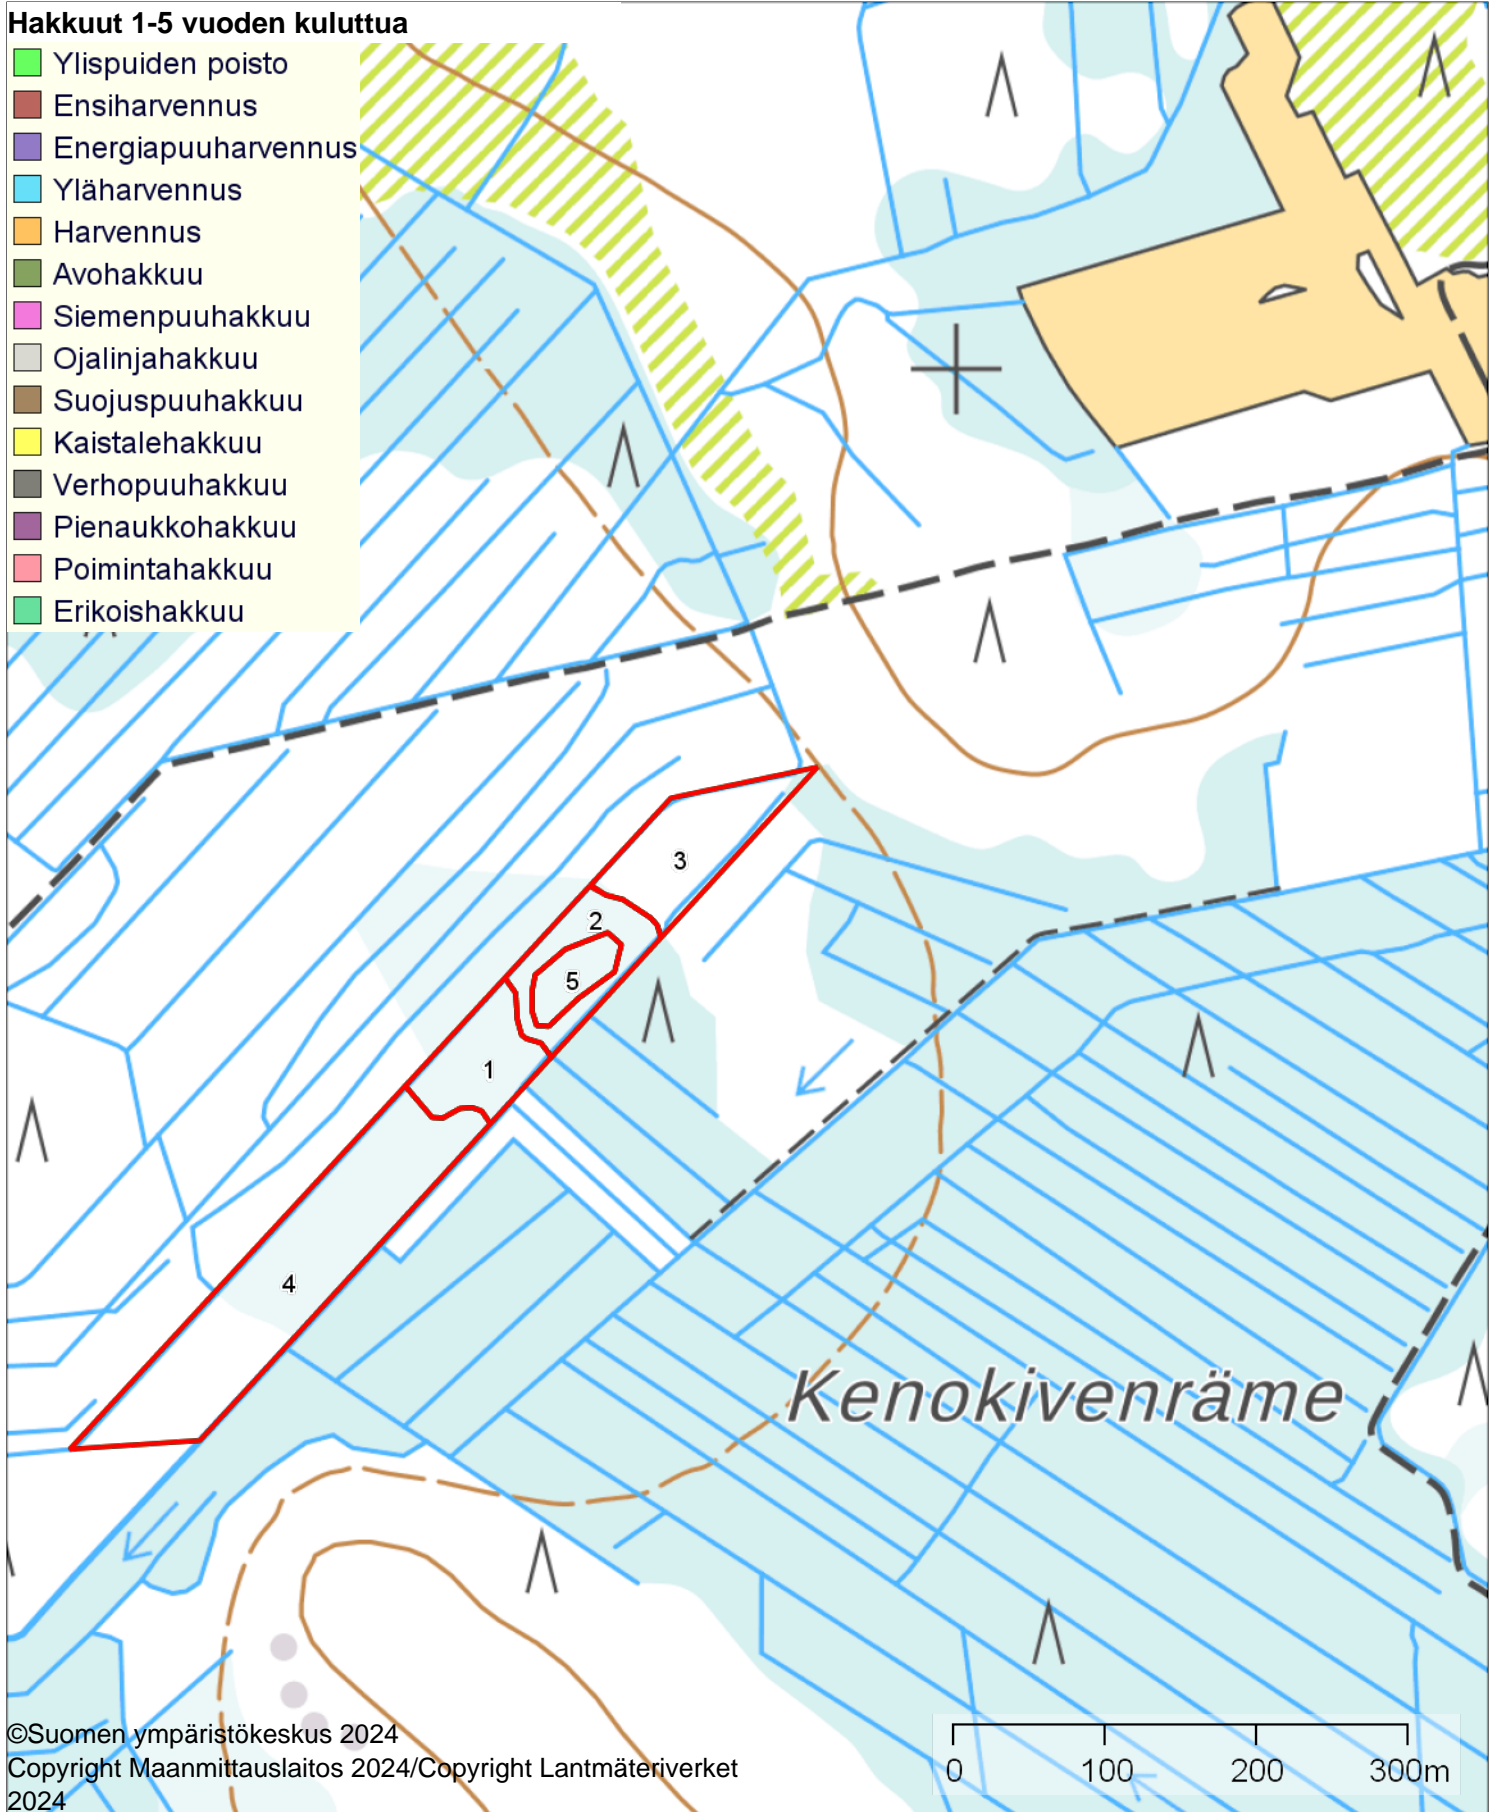 Hakkuut 1-5 vuoden kuluttua
Ylispuiden poisto
Ensiharvennus
Energiapuuharvennus
Yläharvennus
Harvennus
Avohakkuu
Siemenpuuhakkuu
Ojalinjahakkuu
Suojuspuuhakkuu
Kaistalehakkuu
Verhopuuhakkuu
Pienaukkohakkuu
Poimintahakkuu
Erikoishakkuu
3
2
5
1
4
Kenokivenräme
©Suomen ympäristökeskus 2024
Copyright Maanmittauslaitos 2024/Copyright Lantmäteriverket
2024
0 100 200 300m